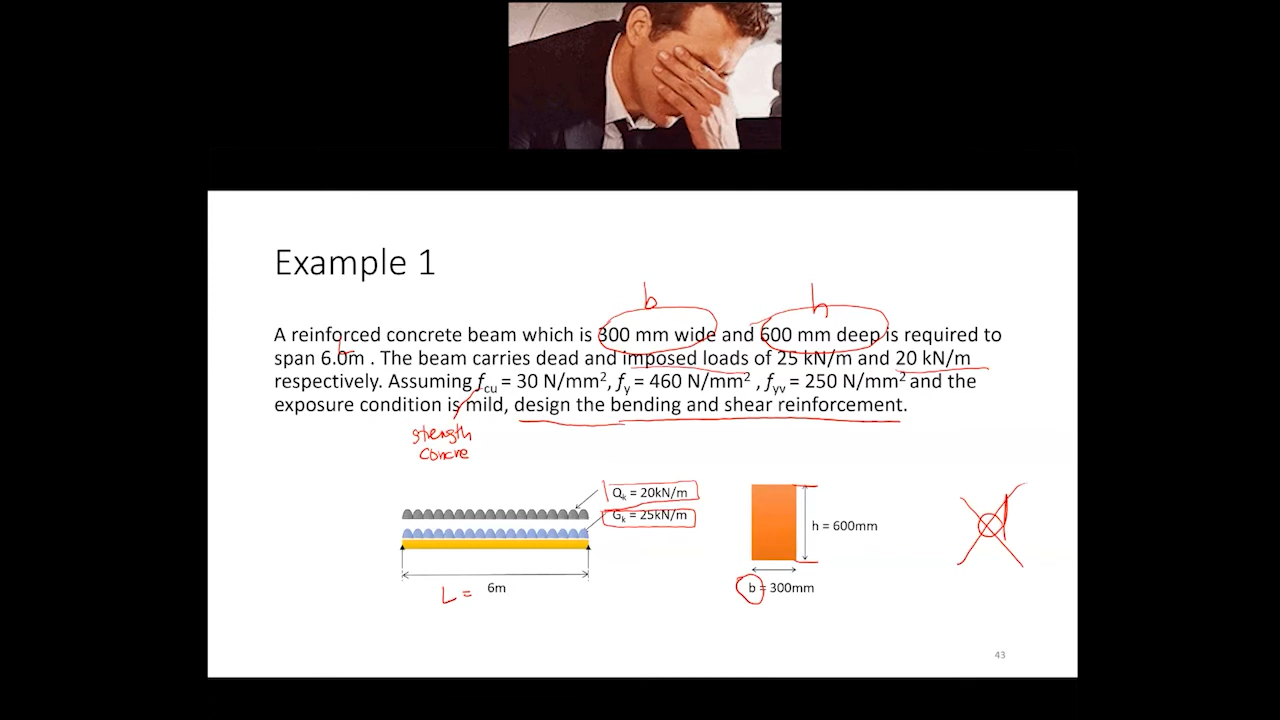 Example 1
b
h
A reinforced concrete beam which is 300 mm wide and 600 mm deep is required to
span 6.0m . The beam carries dead and imposed loads of 25 kN/m and 20 kN/m
respectively. Assuming fcu = 30 N/mm², fy = 460 N/mm² , fyv = 250 N/mm² and the
exposure condition is mild, design the bending and shear reinforcement.
strength
concre
Qk = 20kN/m
Gk = 25kN/m
h = 600mm
L = 6m
b = 300mm
43